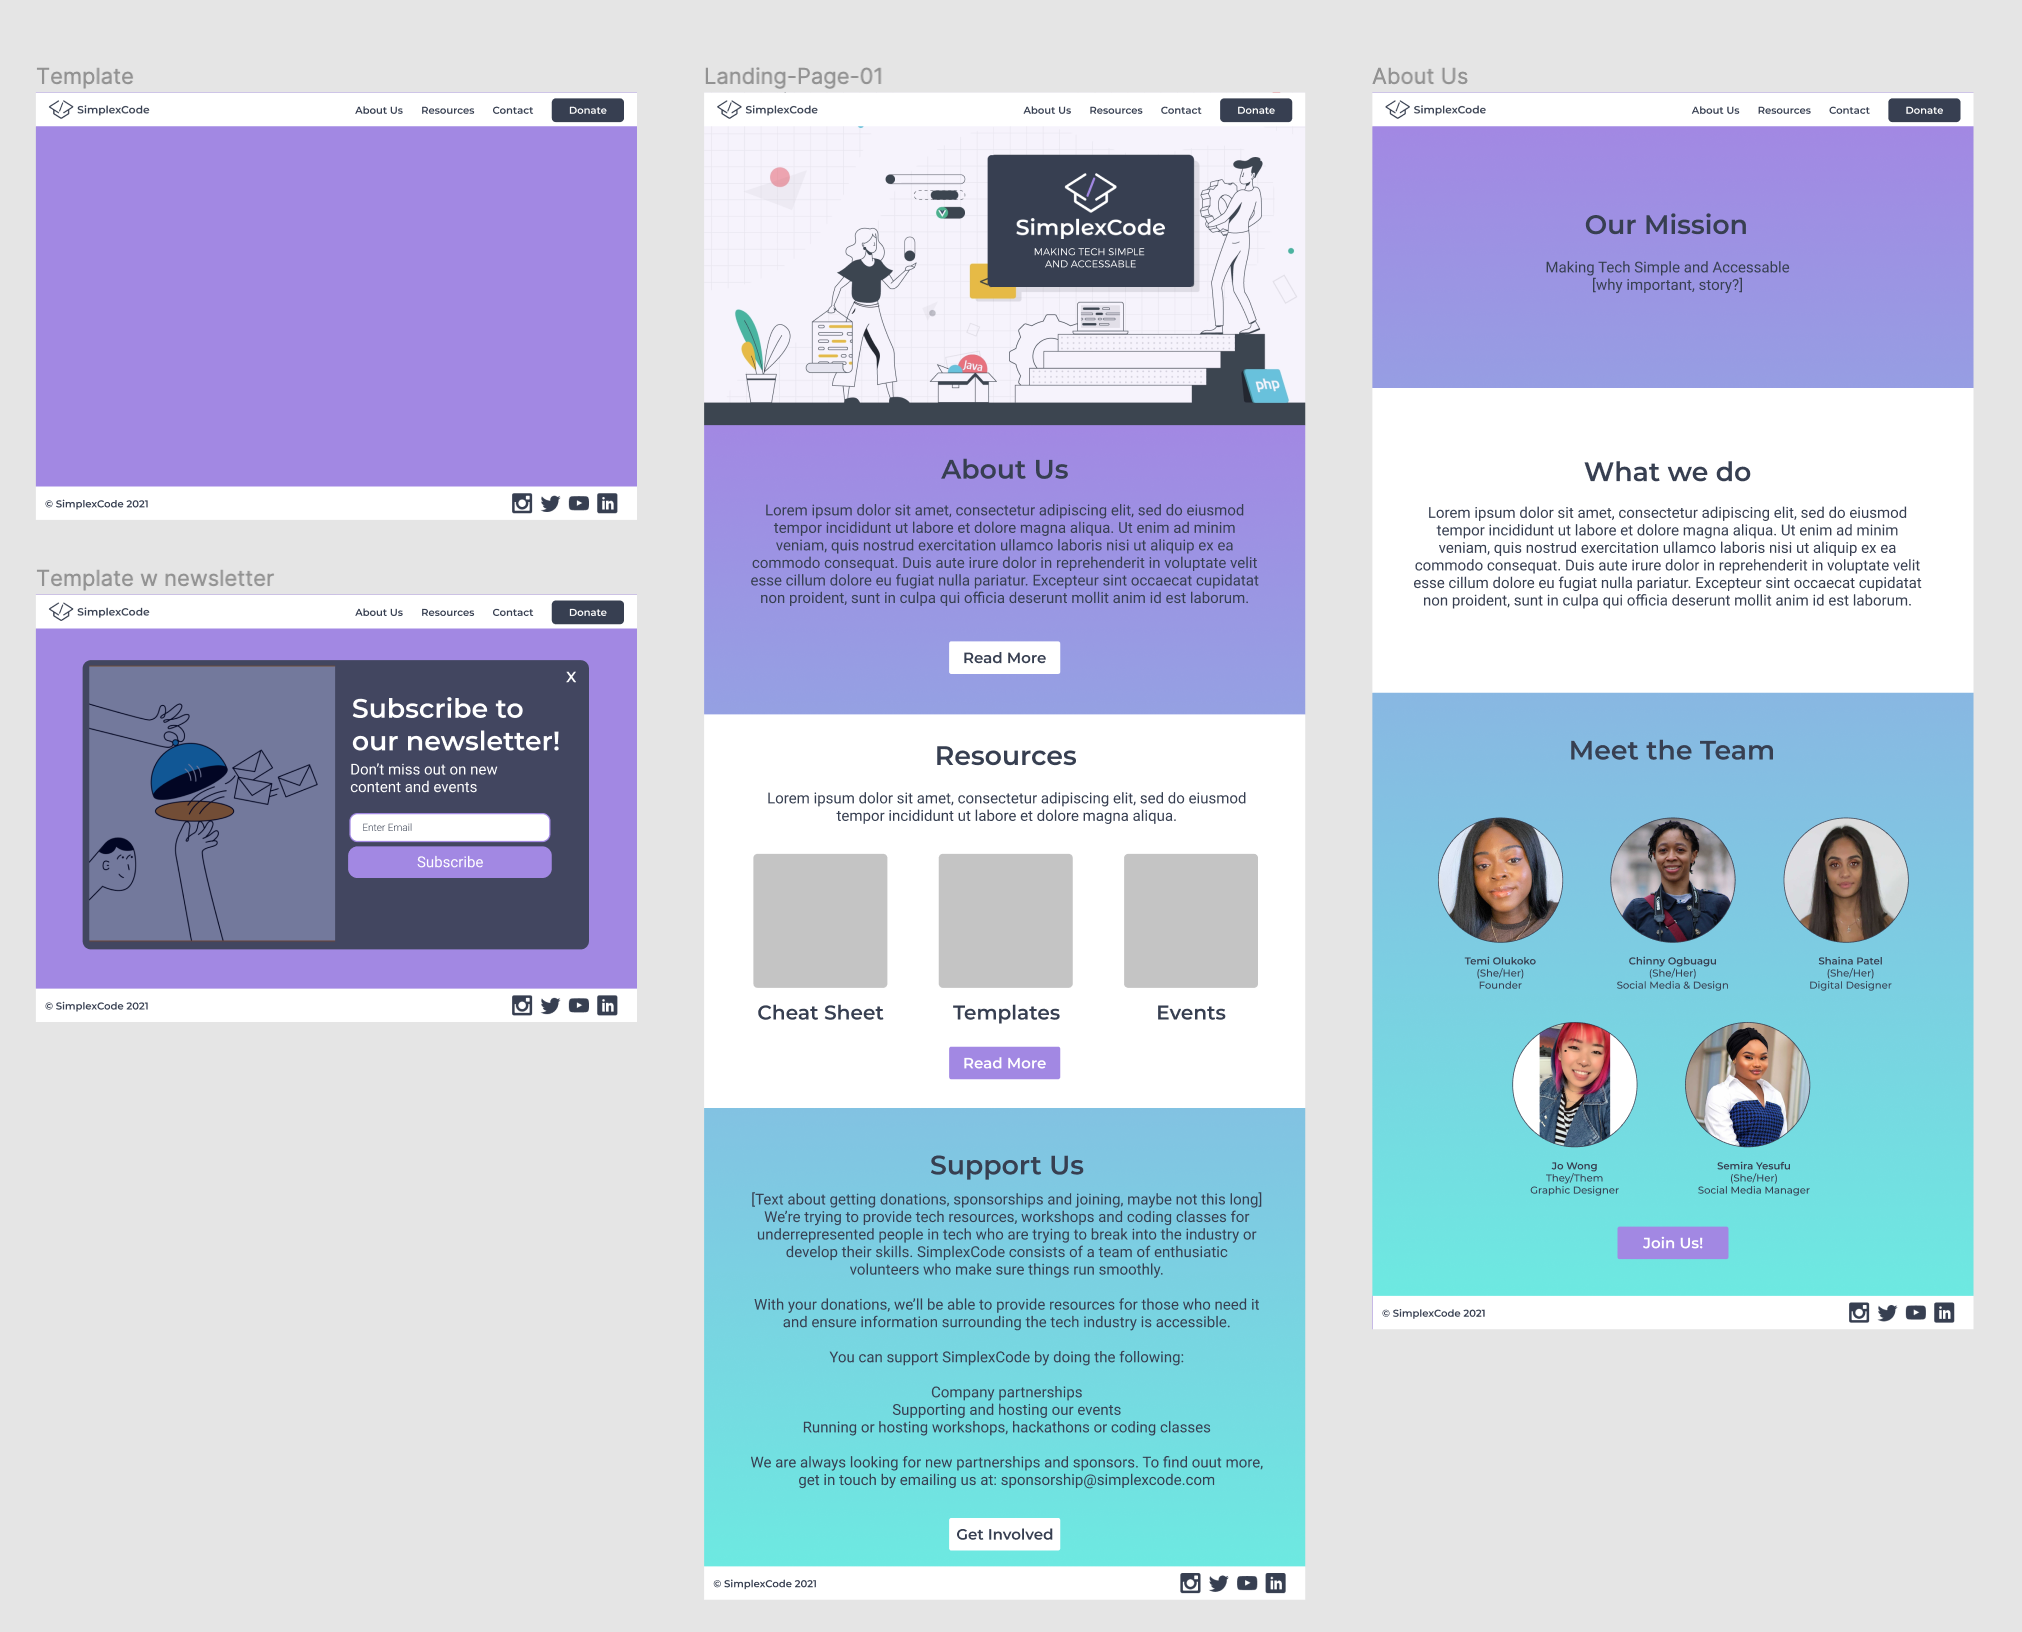 Template
SimplexCode
About Us
Resources
Contact
Donate
© SimplexCode 2021
in
Template w newsletter
SimplexCode
About Us
Resources
Contact
Donate
X
Subscribe to
our newsletter!
Don't miss out on new
content and events
Enter Email
Subscribe
© SimplexCode 2021
in
Landing-Page-01
SimplexCode
About Us
Resources
Contact
Donate
SimplexCode
MAKING TECH SIMPLE
AND ACCESSABLE
<
java
php
About Us
Lorem ipsum dolor sit amet, consectetur adipiscing elit, sed do eiusmod
tempor incididunt ut labore et dolore magna aliqua. Ut enim ad minim
veniam, quis nostrud exercitation ullamco laboris nisi ut aliquip ex ea
commodo consequat. Duis aute irure dolor in reprehenderit in voluptate velit
esse cillum dolore eu fugiat nulla pariatur. Excepteur sint occaecat cupidatat
non proident, sunt in culpa qui officia deserunt mollit anim id est laborum.
Read More
Resources
Lorem ipsum dolor sit amet, consectetur adipiscing elit, sed do eiusmod
tempor incididunt ut labore et dolore magna aliqua.
Cheat Sheet
Templates
Events
Read More
Support Us
[Text about getting donations, sponsorships and joining, maybe not this long]
We're trying to provide tech resources, workshops and coding classes for
underrepresented people in tech who are trying to break into the industry or
develop their skills. SimplexCode consists of a team of enthusiatic
volunteers who make sure things run smoothly.
With your donations, we'll be able to provide resources for those who need it
and ensure information surrounding the tech industry is accessible.
You can support SimplexCode by doing the following:
Company partnerships
Supporting and hosting our events
Running or hosting workshops, hackathons or coding classes
We are always looking for new partnerships and sponsors. To find ouut more,
get in touch by emailing us at: sponsorship@simplexcode.com
Get Involved
© SimplexCode 2021
in
About Us
SimplexCode
About Us
Resources
Contact
Donate
Our Mission
Making Tech Simple and Accessable
[why important, story?]
What we do
Lorem ipsum dolor sit amet, consectetur adipiscing elit, sed do eiusmod
tempor incididunt ut labore et dolore magna aliqua. Ut enim ad minim
veniam, quis nostrud exercitation ullamco laboris nisi ut aliquip ex ea
commodo consequat. Duis aute irure dolor in reprehenderit in voluptate velit
esse cillum dolore eu fugiat nulla pariatur. Excepteur sint occaecat cupidatat
non proident, sunt in culpa qui officia deserunt mollit anim id est laborum.
Meet the Team
Temi Olukoko
(She/Her)
Founder
Chinny Ogbuagu
(She/Her)
Social Media & Design
Shaina Patel
(She/Her)
Digital Designer
Jo Wong
They/Them
Graphic Designer
Semira Yesufu
(She/Her)
Social Media Manager
Join Us!
© SimplexCode 2021
in